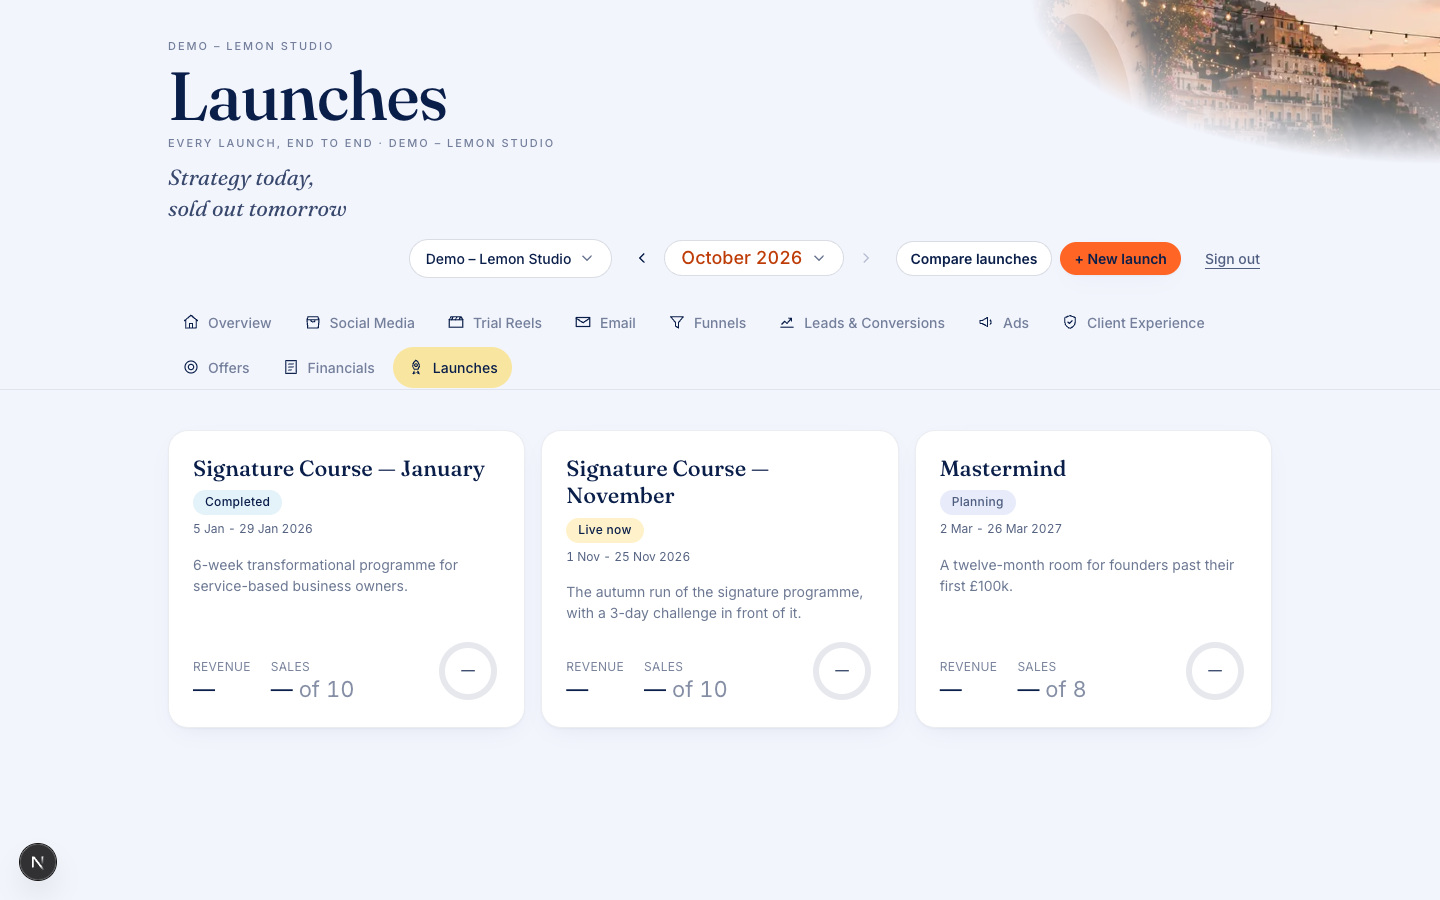 DEMO – LEMON STUDIO
Launches
EVERY LAUNCH, END TO END · DEMO – LEMON STUDIO
Strategy today,
sold out tomorrow
Demo – Lemon Studio
October 2026
Compare launches
+ New launch
Sign out
Overview
Social Media
Trial Reels
Email
Funnels
Leads & Conversions
Ads
Client Experience
Offers
Financials
Launches
Signature Course — January
Completed
5 Jan - 29 Jan 2026
6-week transformational programme for
service-based business owners.
REVENUE
SALES
—
— of 10
—
Signature Course —
November
Live now
1 Nov - 25 Nov 2026
The autumn run of the signature programme,
with a 3-day challenge in front of it.
REVENUE
SALES
—
— of 10
—
Mastermind
Planning
2 Mar - 26 Mar 2027
A twelve-month room for founders past their
first £100k.
REVENUE
SALES
—
— of 8
—
N